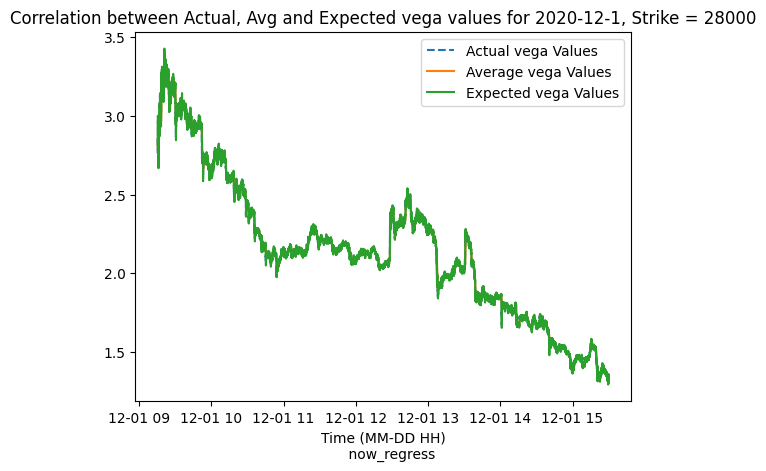 Correlation between Actual, Avg and Expected vega values for 2020-12-1, Strike = 28000
3.5
3.0
2.5
2.0
1.5
Actual vega Values
Average vega Values
Expected vega Values
12-01 09 12-01 10 12-01 11 12-01 12 12-01 13 12-01 14 12-01 15
Time (MM-DD HH)
now_regress